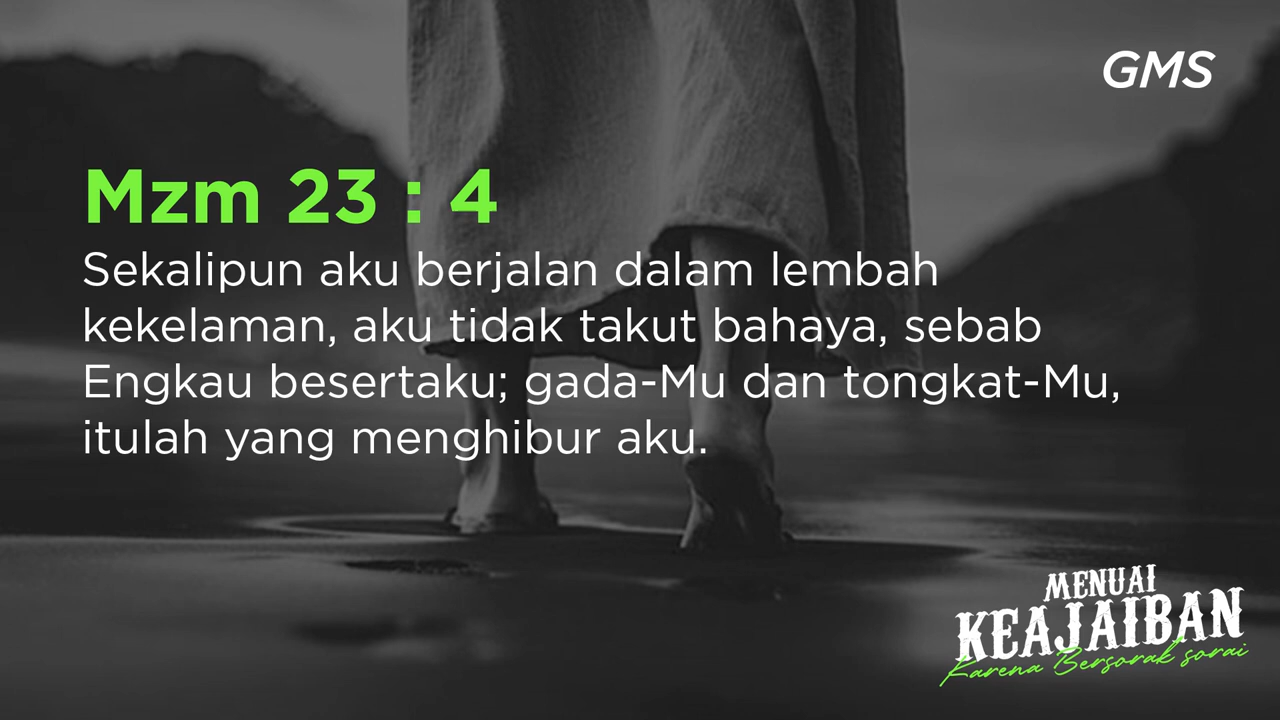 GMS
Mzm 23 : 4
Sekalipun aku berjalan dalam lembah
kekelaman, aku tidak takut bahaya, sebab
Engkau besertaku; gada-Mu dan tongkat-Mu,
itulah yang menghibur aku.
MENUAI
KEAJAIBAN
Karena Bersorak sorai